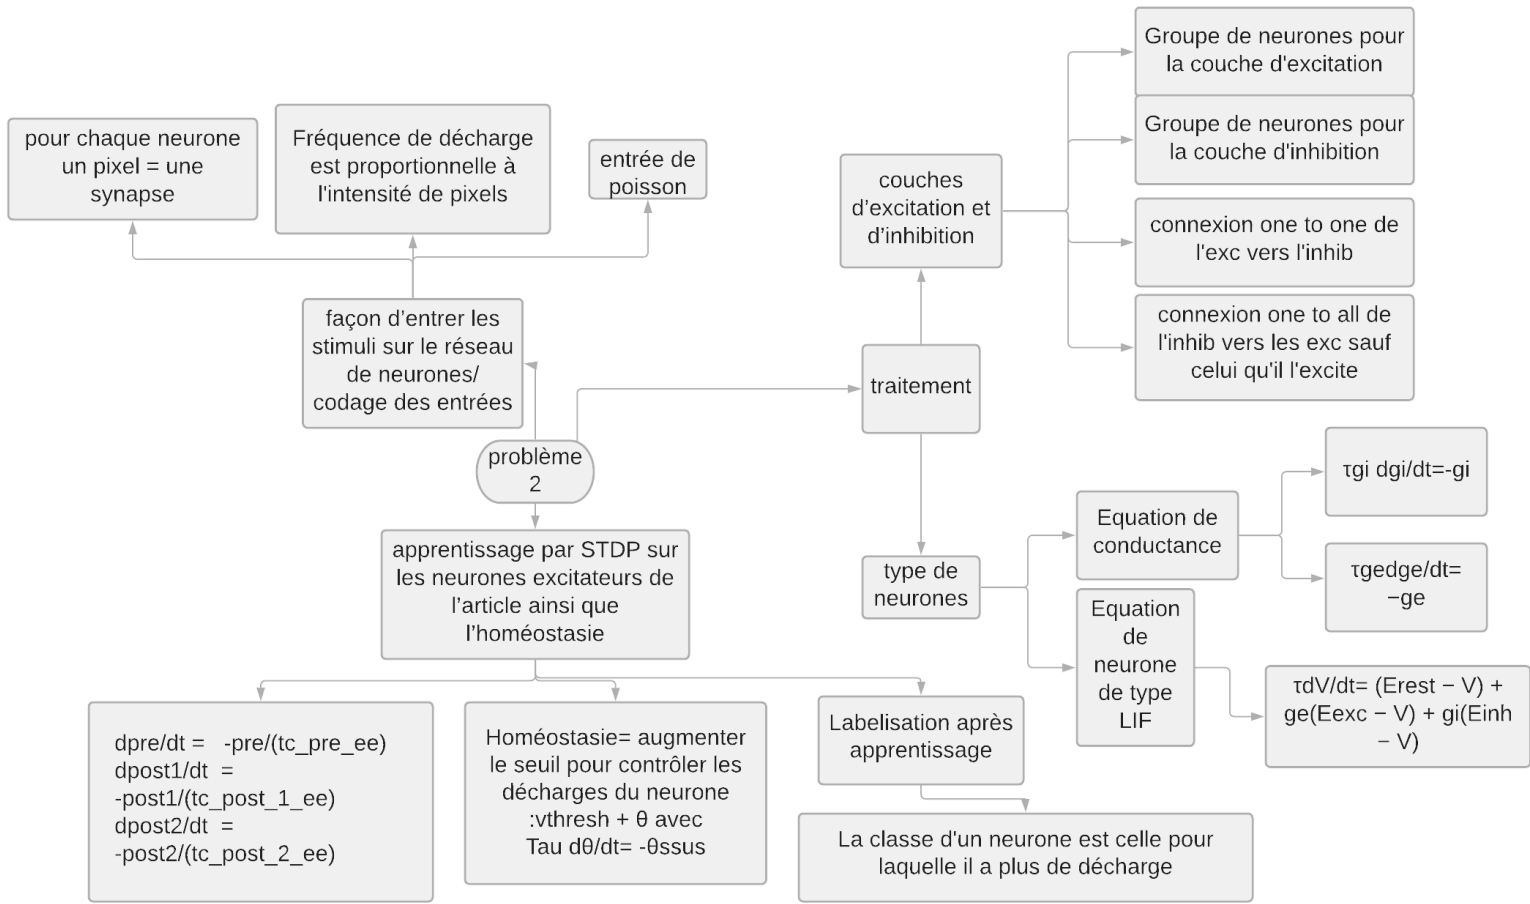 pour chaque neurone
un pixel = une
synapse
Fréquence de décharge
est proportionnelle à
l'intensité de pixels
entrée de
poisson
façon d’entrer les
stimuli sur le réseau
de neurones/
codage des entrées
problème
2
couches
d’excitation et
d’inhibition
Groupe de neurones pour
la couche d'excitation
Groupe de neurones pour
la couche d'inhibition
connexion one to one de
l'exc vers l'inhib
connexion one to all de
l'inhib vers les exc sauf
celui qu'il l'excite
traitement
type de
neurones
Equation de
conductance
τgi dgi/dt=-gi
τgedge/dt=
−ge
Equation
de
neurone
de type
LIF
τdV/dt= (Erest − V) +
ge(Eexc − V) + gi(Einh
− V)
apprentissage par STDP sur
les neurones excitateurs de
l’article ainsi que
l’homéostasie
dpre/dt =   -pre/(tc_pre_ee)
dpost1/dt  =
-post1/(tc_post_1_ee)
dpost2/dt  =
-post2/(tc_post_2_ee)
Homéostasie= augmenter
le seuil pour contrôler les
décharges du neurone
:vthresh + θ avec
Tau dθ/dt= -θssus
Labelisation après
apprentissage
La classe d'un neurone est celle pour
laquelle il a plus de décharge